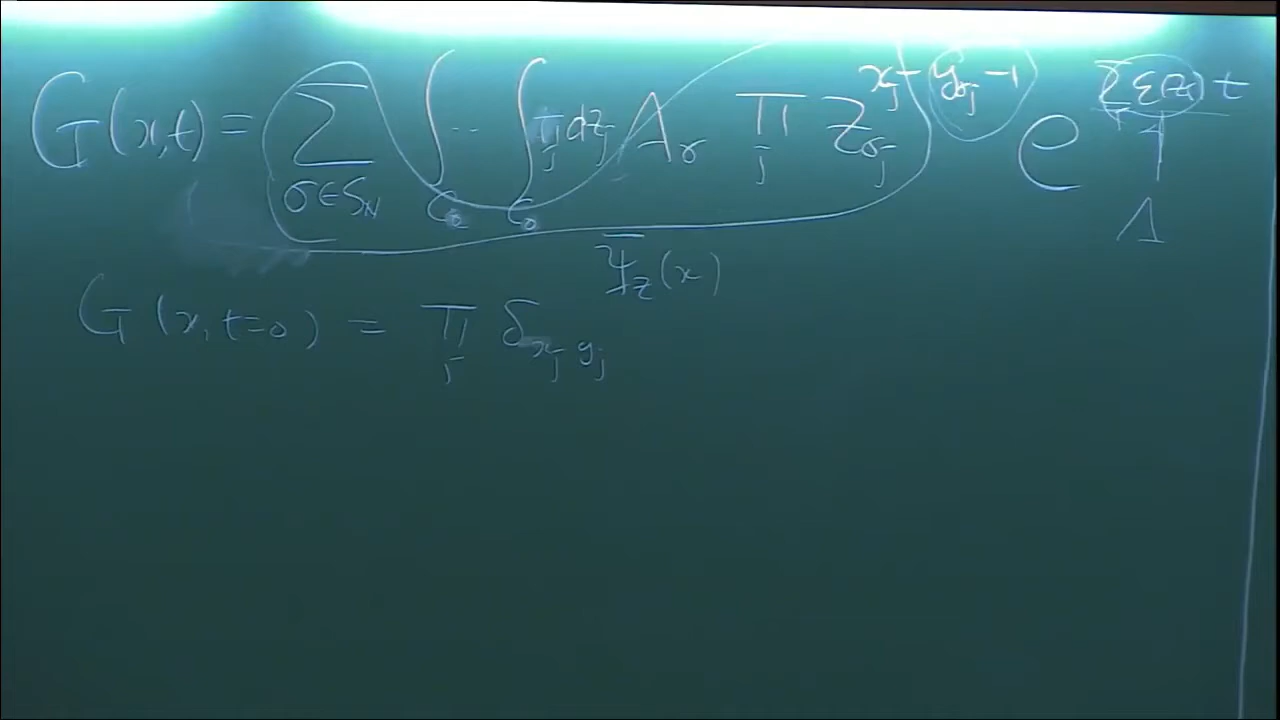 G(x,t) = Σ_{σ∈S_N} ∫_{C_0} ... ∫_{C_0} Π_j dz_j A_σ Π_j z_{σ_j}^{x_j - y_{σ_j} - 1} e^{Σ ε(z_j) t}
Λ
Ψ_z(x)
G(x, t=0) = Π_j δ_{x_j y_j}